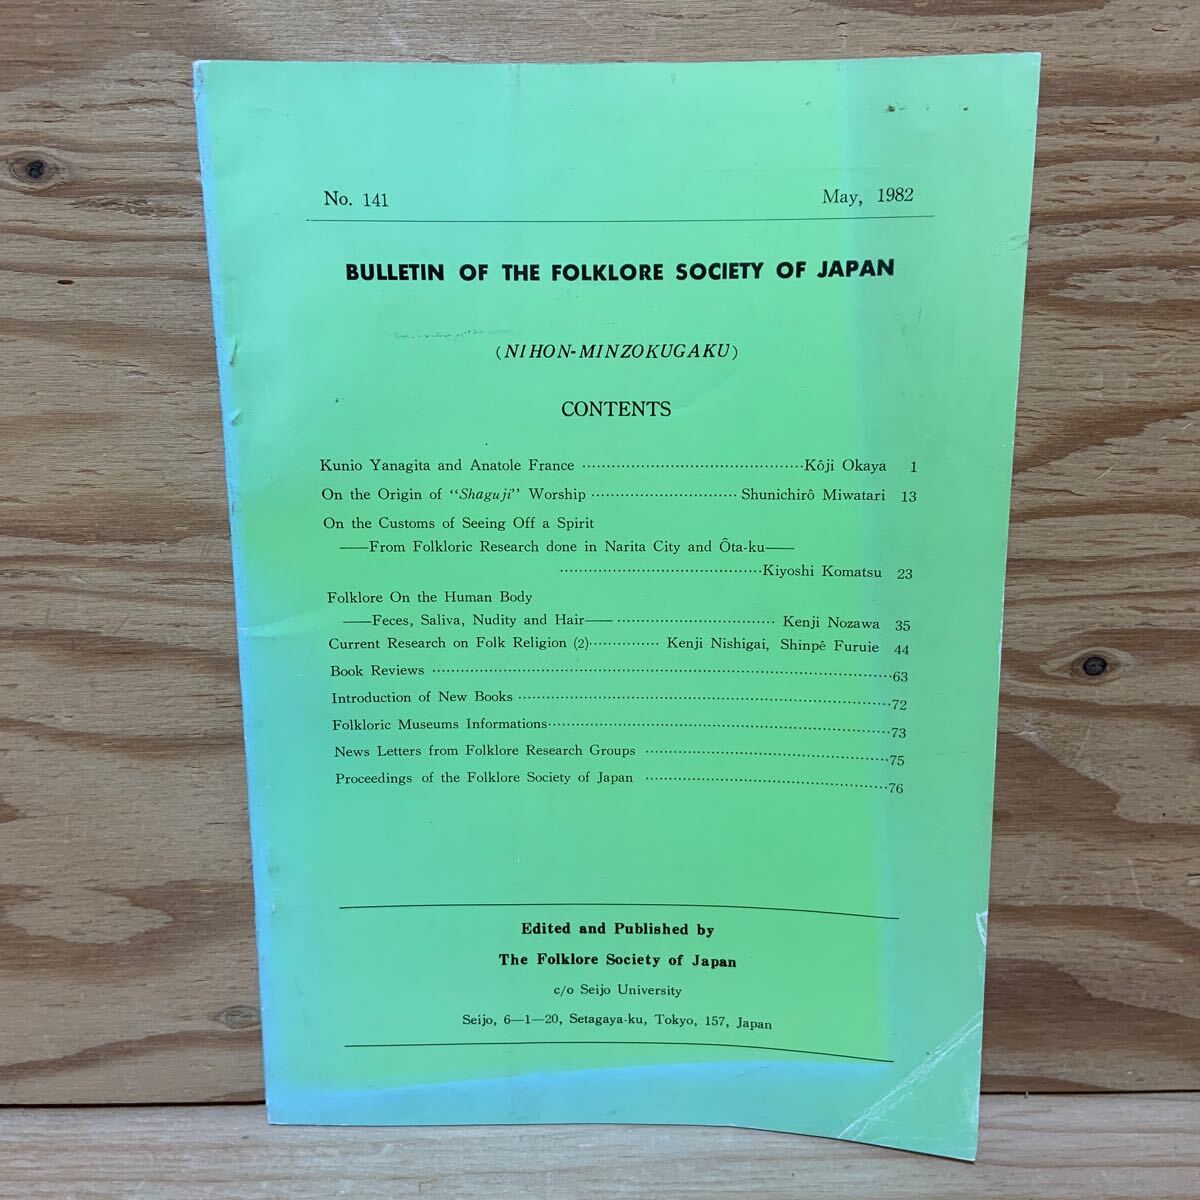 No. 141 May, 1982
BULLETIN OF THE FOLKLORE SOCIETY OF JAPAN
(NIHON-MINZOKUGAKU)
CONTENTS
Kunio Yanagita and Anatole France ························ Kôji Okaya 1
On the Origin of “Shaguji” Worship ························ Shunichirô Miwatari 13
On the Customs of Seeing Off a Spirit
——From Folkloric Research done in Narita City and Ôta-ku——
························ Kiyoshi Komatsu 23
Folklore On the Human Body
——Feces, Saliva, Nudity and Hair—— ························ Kenji Nozawa 35
Current Research on Folk Religion (2) ············ Kenji Nishigai, Shinpê Furuie 44
Book Reviews ························ 63
Introduction of New Books ························ 72
Folkloric Museums Informations ························ 73
News Letters from Folklore Research Groups ························ 75
Proceedings of the Folklore Society of Japan ························ 76
Edited and Published by
The Folklore Society of Japan
c/o Seijo University
Seijo, 6—1—20, Setagaya-ku, Tokyo, 157, Japan